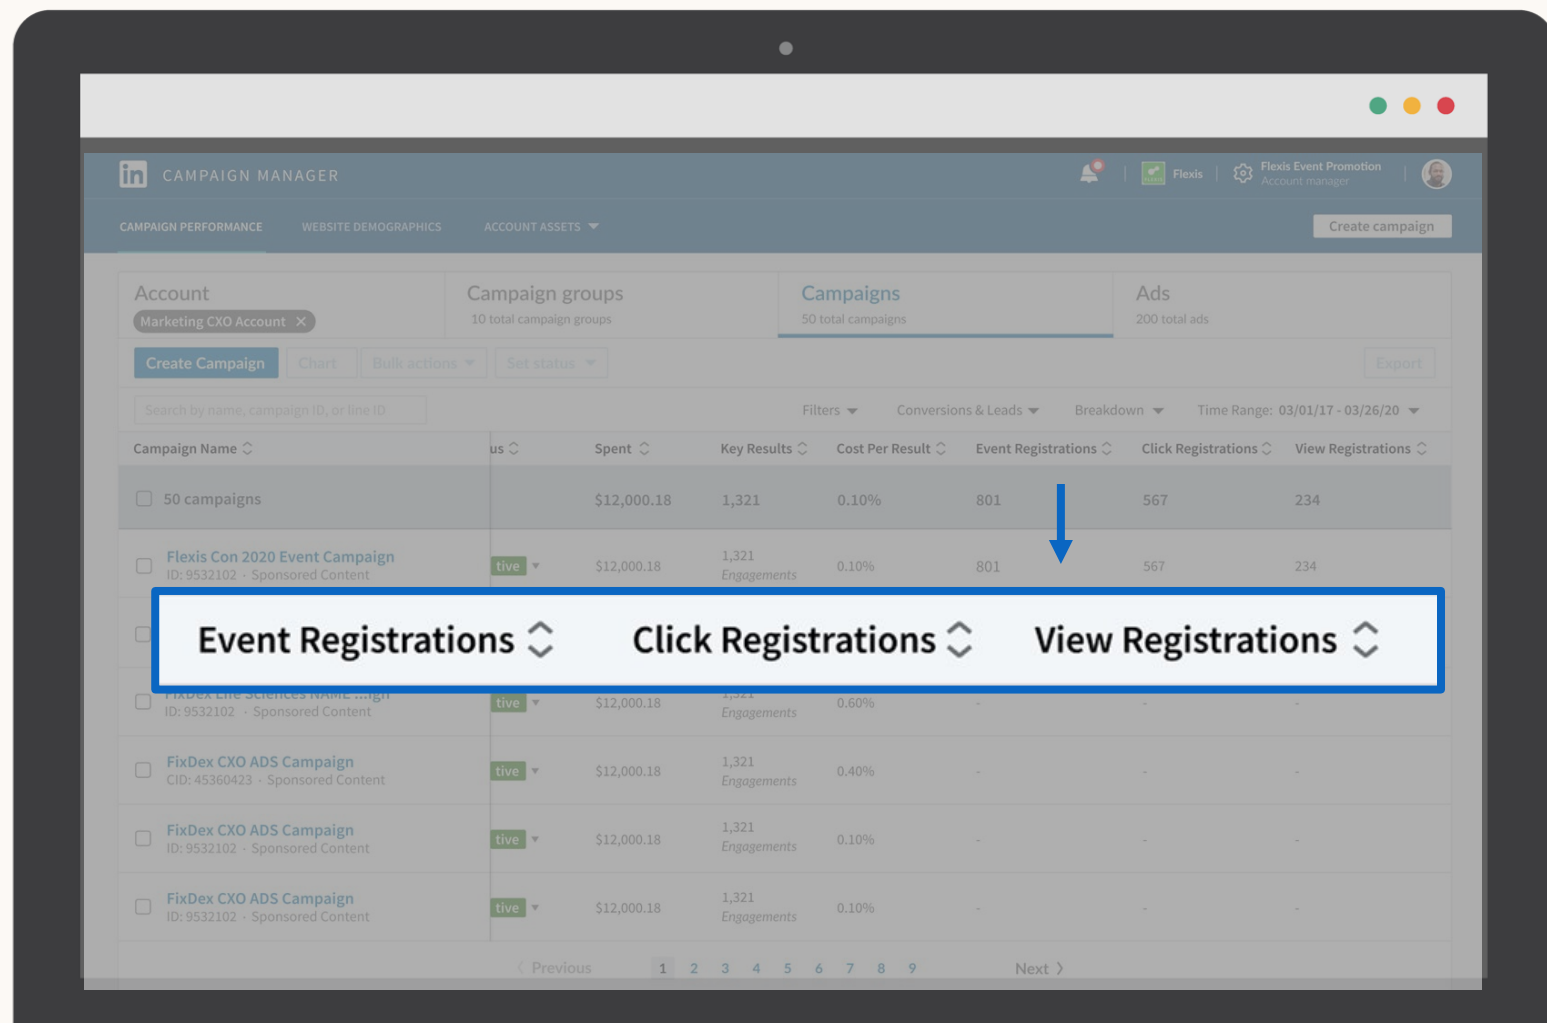 in CAMPAIGN MANAGER Flexis Flexis Event Promotion
Account manager
CAMPAIGN PERFORMANCE WEBSITE DEMOGRAPHICS ACCOUNT ASSETS Create campaign
Account Campaign groups Campaigns Ads
Marketing CXO Account × 10 total campaign groups 50 total campaigns 200 total ads
Create Campaign Chart Bulk actions Set status Export
Search by name, campaign ID, or line ID Filters Conversions & Leads Breakdown Time Range: 03/01/17 - 03/26/20
Campaign Name us Spent Key Results Cost Per Result Event Registrations Click Registrations View Registrations
50 campaigns $12,000.18 1,321 0.10% 801 567 234
Flexis Con 2020 Event Campaign tive $12,000.18 1,321 0.10% 801 567 234
ID: 9532102 · Sponsored Content Engagements
Event Registrations Click Registrations View Registrations
FixDex Life Sciences NAME ...ign tive $12,000.18 1,321 0.60% - - -
ID: 9532102 · Sponsored Content Engagements
FixDex CXO ADS Campaign tive $12,000.18 1,321 0.40% - - -
CID: 45360423 · Sponsored Content Engagements
FixDex CXO ADS Campaign tive $12,000.18 1,321 0.10% - - -
ID: 9532102 · Sponsored Content Engagements
FixDex CXO ADS Campaign tive $12,000.18 1,321 0.10% - - -
ID: 9532102 · Sponsored Content Engagements
Previous 1 2 3 4 5 6 7 8 9 Next